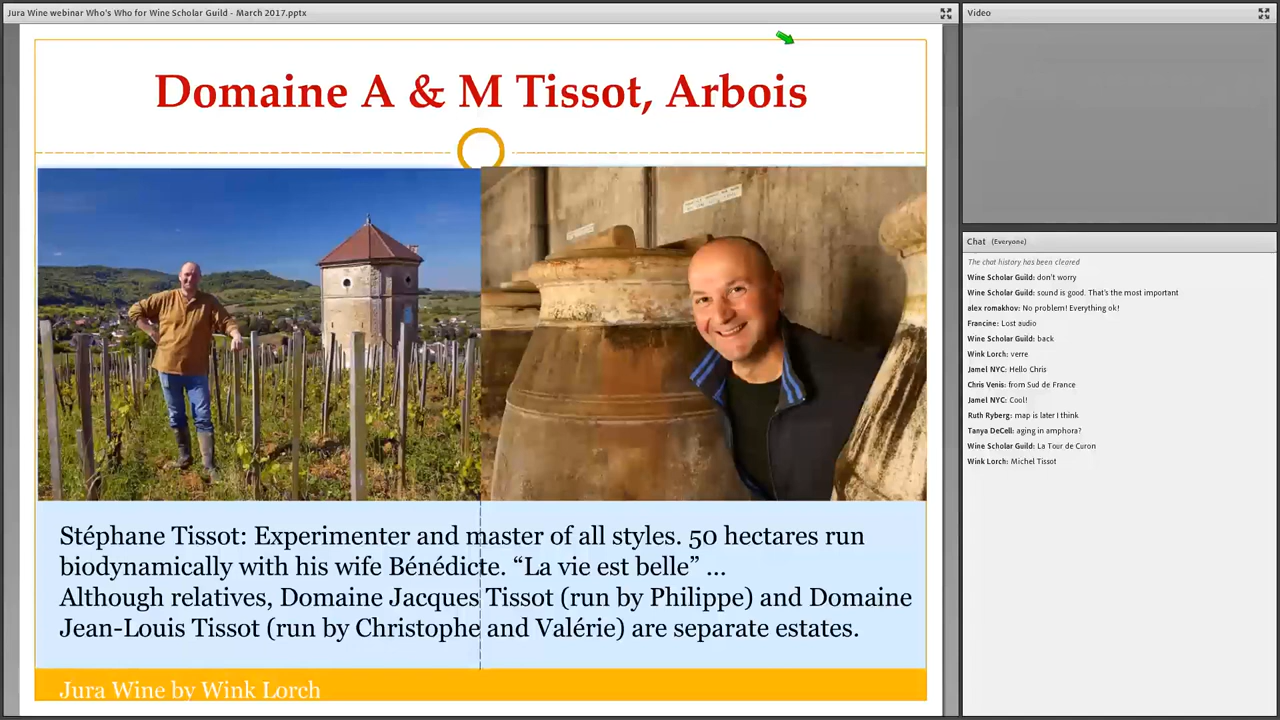 Jura Wine webinar Who's Who for Wine Scholar Guild - March 2017.pptx
Domaine A & M Tissot, Arbois
Stéphane Tissot: Experimenter and master of all styles. 50 hectares run
biodynamically with his wife Bénédicte. “La vie est belle” ...
Although relatives, Domaine Jacques Tissot (run by Philippe) and Domaine
Jean-Louis Tissot (run by Christophe and Valérie) are separate estates.
Jura Wine by Wink Lorch
Video
Chat (Everyone)
The chat history has been cleared
Wine Scholar Guild: don't worry
Wine Scholar Guild: sound is good. That's the most important
alex romakhov: No problem! Everything ok!
Francine: Lost audio
Wine Scholar Guild: back
Wink Lorch: verre
Jamel NYC: Hello Chris
Chris Venis: from Sud de France
Jamel NYC: Cool!
Ruth Ryberg: map is later I think
Tanya DeCell: aging in amphora?
Wine Scholar Guild: La Tour de Curon
Wink Lorch: Michel Tissot